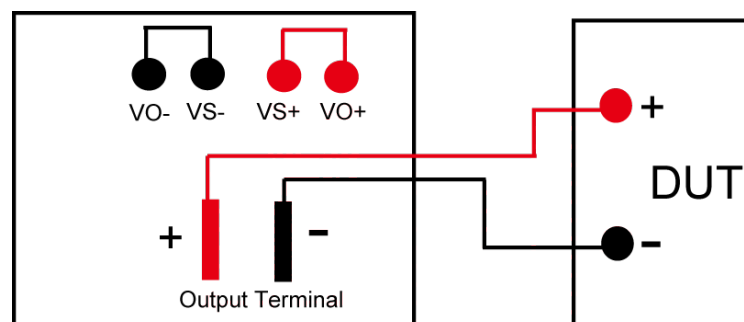 VO- VS- VS+ VO+
+
DUT
+ -
-
Output Terminal